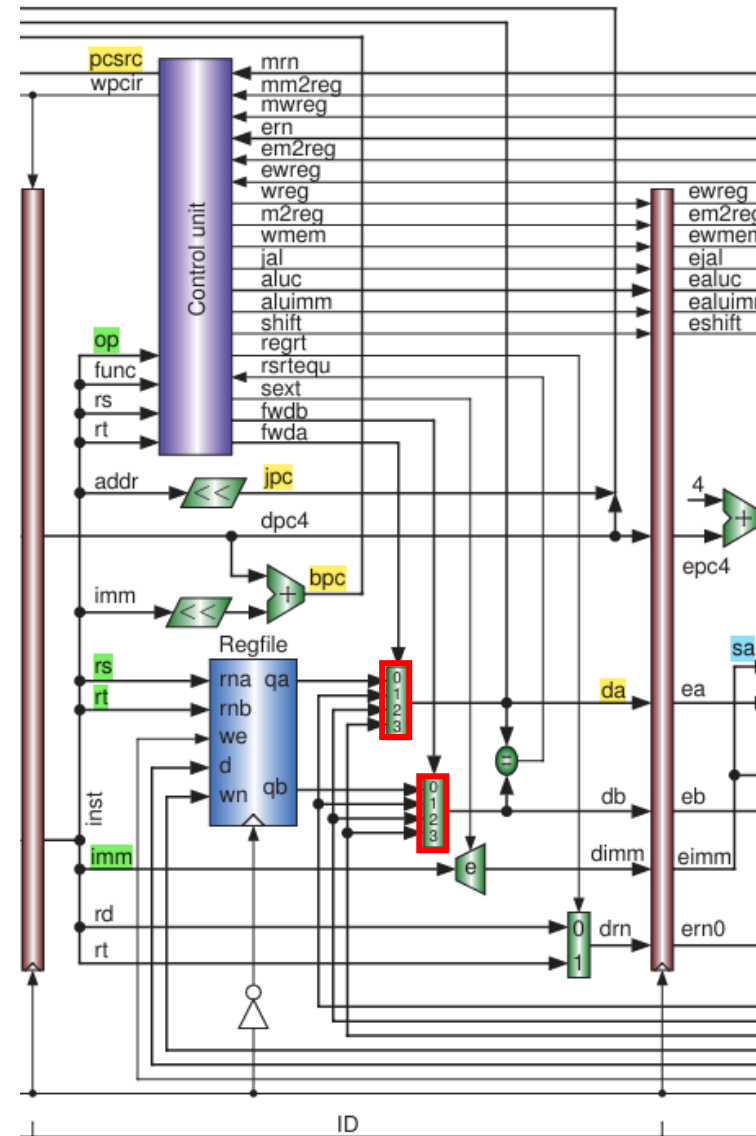 pcsrc
wpcir
Control unit
mrn
mm2reg
mwreg
ern
em2reg
ewreg
wreg
m2reg
wmem
jal
aluc
aluimm
shift
regrt
rsrtequ
sext
fwdb
fwda
ewreg
em2reg
ewmem
ejal
ealuc
ealuimm
eshift
op
func
rs
rt
addr
<<
jpc
4
+
dpc4
epc4
imm
<<
+
bpc
Regfile
rs
rna
qa
0
1
2
3
da
ea
sa
rt
rnb
we
d
wn
qb
0
1
2
3
=
db
eb
inst
imm
e
dimm
eimm
rd
0
1
drn
ern0
rt
ID